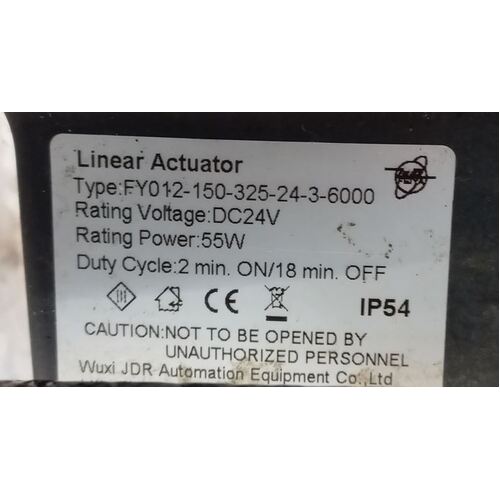 Linear Actuator
Type:FY012-150-325-24-3-6000
Rating Voltage:DC24V
Rating Power:55W
Duty Cycle:2 min. ON/18 min. OFF
CE
IP54
CAUTION:NOT TO BE OPENED BY
UNAUTHORIZED PERSONNEL
Wuxi JDR Automation Equipment Co.,Ltd